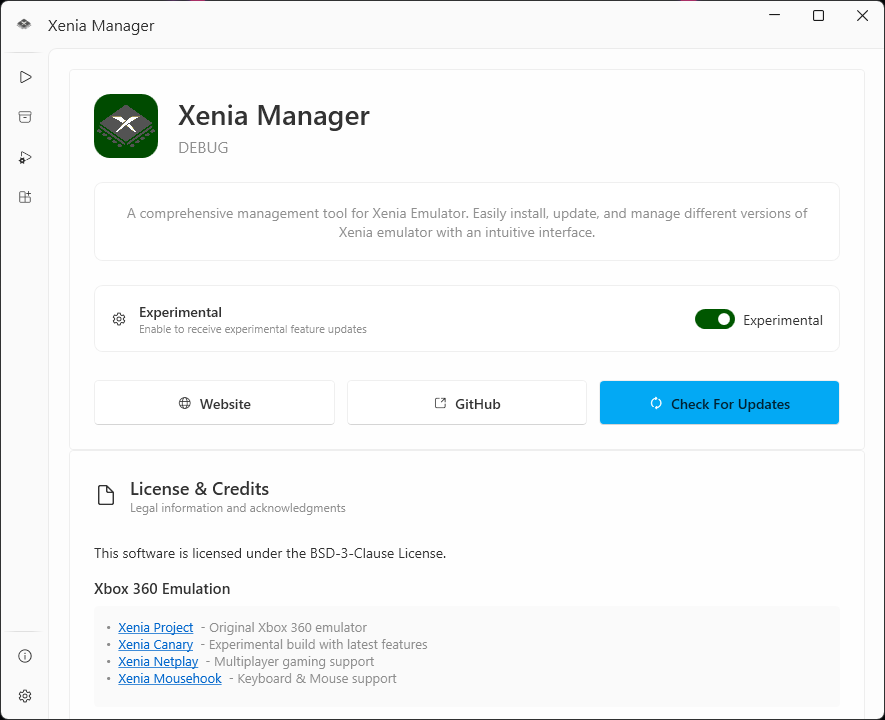 Xenia Manager
Xenia Manager
DEBUG
A comprehensive management tool for Xenia Emulator. Easily install, update, and manage different versions of
Xenia emulator with an intuitive interface.
Experimental
Enable to receive experimental feature updates
Experimental
Website
GitHub
Check For Updates
License & Credits
Legal information and acknowledgments
This software is licensed under the BSD-3-Clause License.
Xbox 360 Emulation
• Xenia Project - Original Xbox 360 emulator
• Xenia Canary - Experimental build with latest features
• Xenia Netplay - Multiplayer gaming support
• Xenia Mousehook - Keyboard & Mouse support